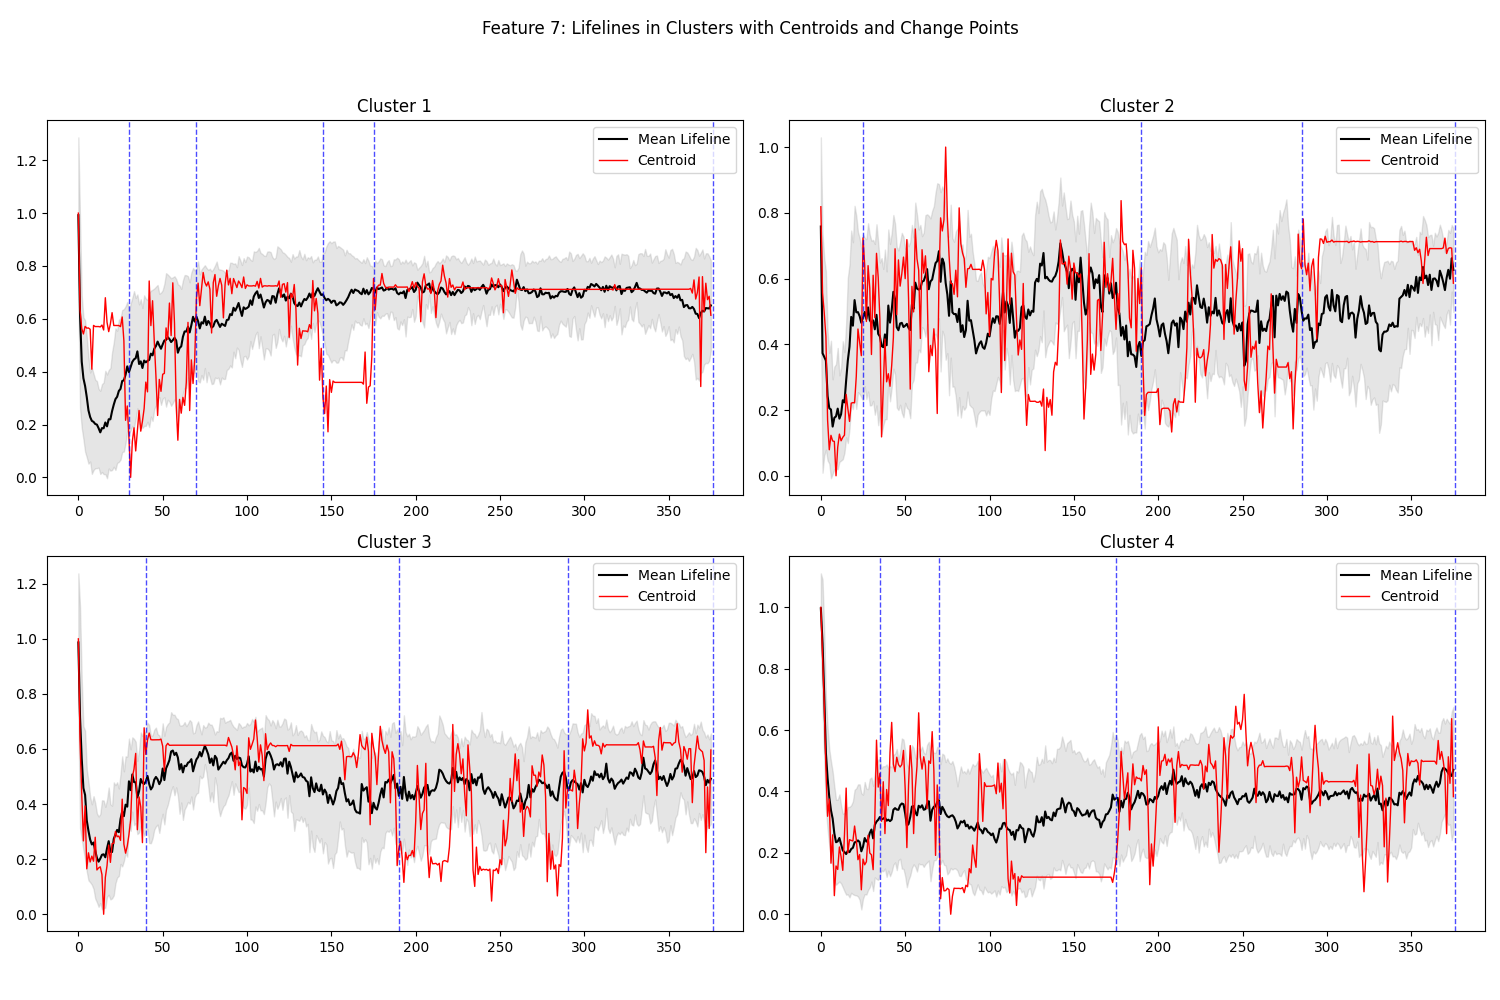 Feature 7: Lifelines in Clusters with Centroids and Change Points
Cluster 1
Mean Lifeline
Centroid
1.2
1.0
0.8
0.6
0.4
0.2
0.0
0 50 100 150 200 250 300 350
Cluster 2
Mean Lifeline
Centroid
1.0
0.8
0.6
0.4
0.2
0.0
0 50 100 150 200 250 300 350
Cluster 3
Mean Lifeline
Centroid
1.2
1.0
0.8
0.6
0.4
0.2
0.0
0 50 100 150 200 250 300 350
Cluster 4
Mean Lifeline
Centroid
1.0
0.8
0.6
0.4
0.2
0.0
0 50 100 150 200 250 300 350